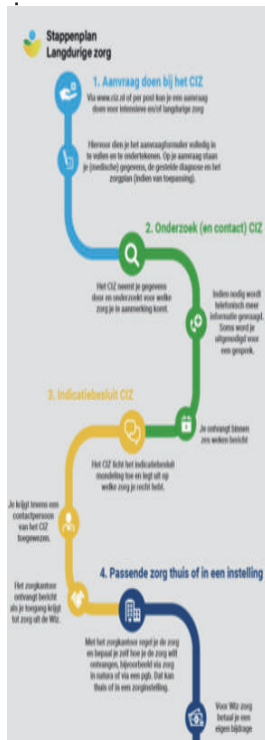 Stappenplan
Langdurige zorg
1. Aanvraag doen bij het CIZ
Via www.ciz.nl of per post kan je een aanvraag
doen voor intensieve en/of langdurige zorg
Hiervoor dien je het aanvraagformulier volledig in
te vullen en te ondertekenen. Op je aanvraag staan
je (medische) gegevens, de gestelde diagnose en het
zorgplan (indien van toepassing).
2. Onderzoek (en contact) CIZ
Het CIZ neemt je gegevens
door en onderzoekt voor welke
zorg je in aanmerking komt.
Indien nodig wordt
telefonisch meer
informatie gevraagd.
Soms word je
uitgenodigd voor
een gesprek.
Je ontvangt binnen
zes weken bericht
3. Indicatiebesluit CIZ
Het CIZ licht het indicatiebesluit
mondeling toe en legt uit op
welke zorg je recht hebt.
Je krijgt tevens een
contactpersoon
van het CIZ
toegewezen.
Het zorgkantoor
ontvangt bericht
als je toegang krijgt
tot zorg uit de Wlz.
4. Passende zorg thuis of in een instelling
Met het zorgkantoor regel je de zorg
en bepaal je zelf hoe je de zorg wilt
ontvangen, bijvoorbeeld via zorg
in natura of via een pgb. Dat kan
thuis of in een zorginstelling.
Voor Wlz zorg
betaal je een
eigen bijdrage